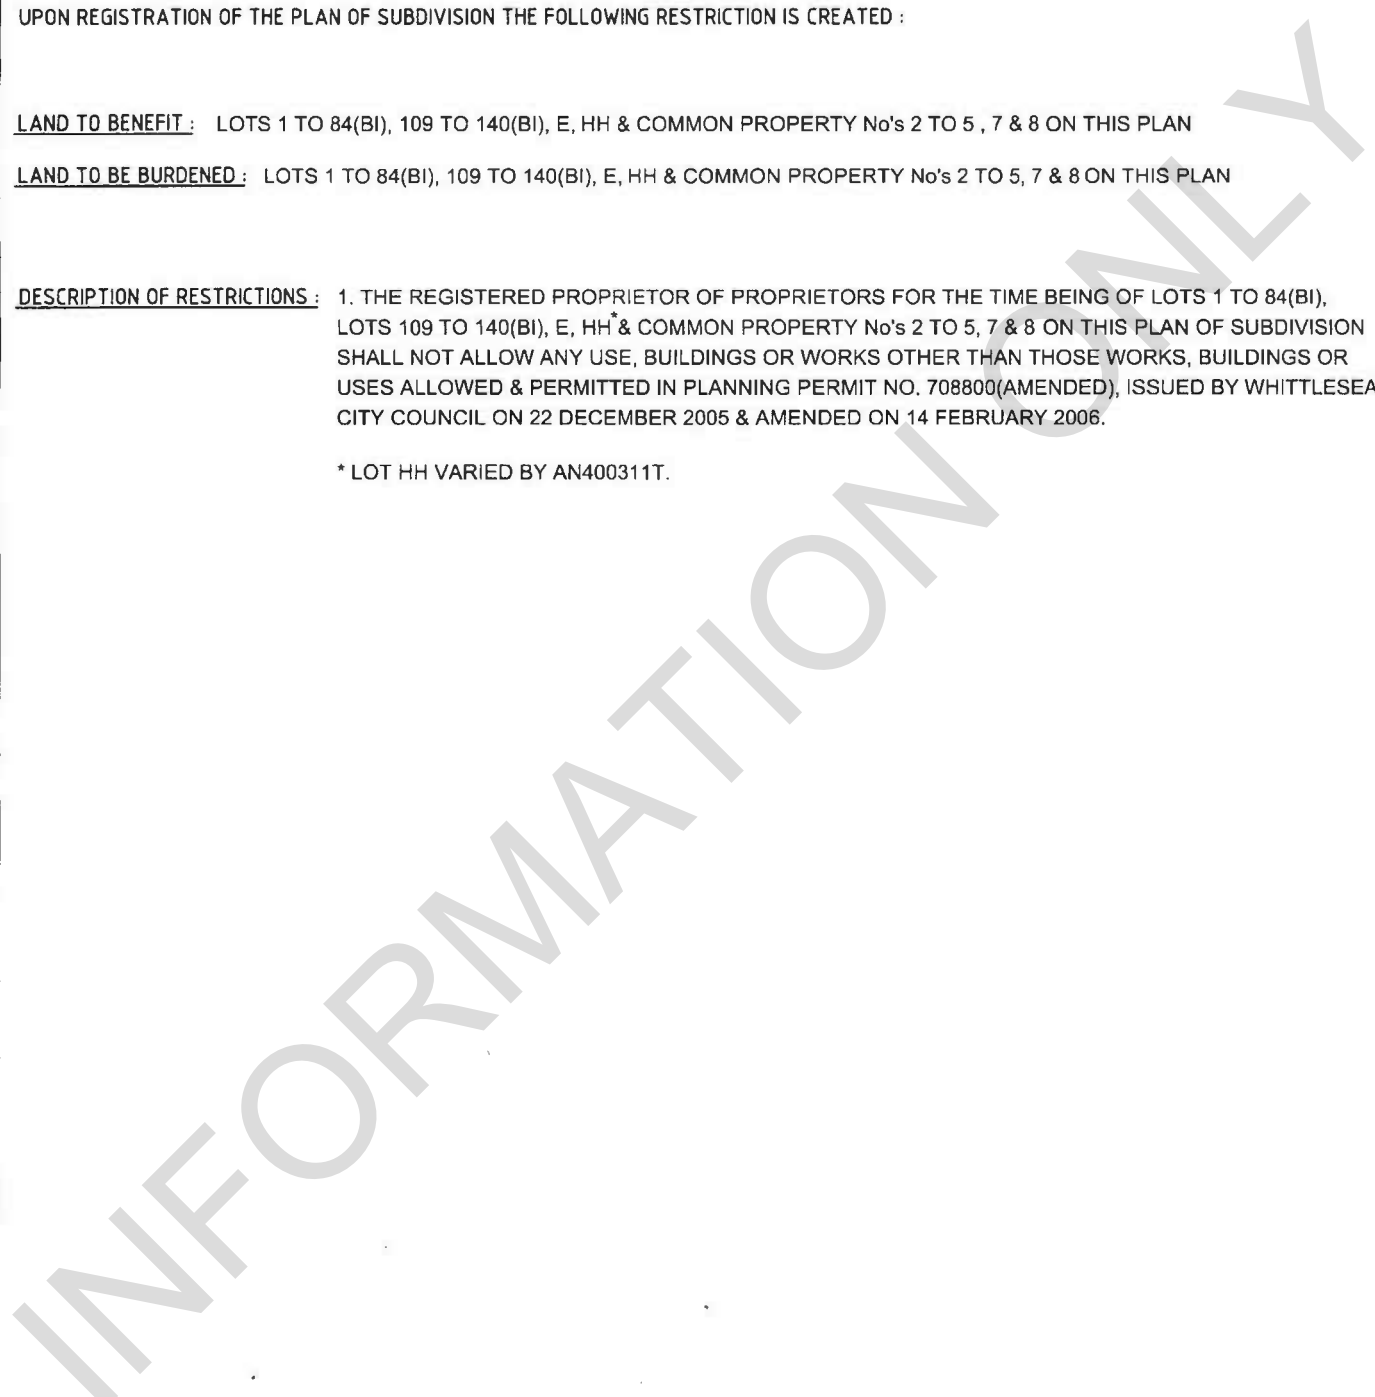 UPON REGISTRATION OF THE PLAN OF SUBDIVISION THE FOLLOWING RESTRICTION IS CREATED :
LAND TO BENEFIT : LOTS 1 TO 84(BI), 109 TO 140(BI), E, HH & COMMON PROPERTY No's 2 TO 5 , 7 & 8 ON THIS PLAN
LAND TO BE BURDENED : LOTS 1 TO 84(BI), 109 TO 140(BI), E, HH & COMMON PROPERTY No's 2 TO 5, 7 & 8 ON THIS PLAN
DESCRIPTION OF RESTRICTIONS : 1. THE REGISTERED PROPRIETOR OF PROPRIETORS FOR THE TIME BEING OF LOTS 1 TO 84(BI),
LOTS 109 TO 140(BI), E, HH*& COMMON PROPERTY No's 2 TO 5, 7 & 8 ON THIS PLAN OF SUBDIVISION
SHALL NOT ALLOW ANY USE, BUILDINGS OR WORKS OTHER THAN THOSE WORKS, BUILDINGS OR
USES ALLOWED & PERMITTED IN PLANNING PERMIT NO. 708800(AMENDED), ISSUED BY WHITTLESEA
CITY COUNCIL ON 22 DECEMBER 2005 & AMENDED ON 14 FEBRUARY 2006.
* LOT HH VARIED BY AN400311T.
INFORMATION ONLY